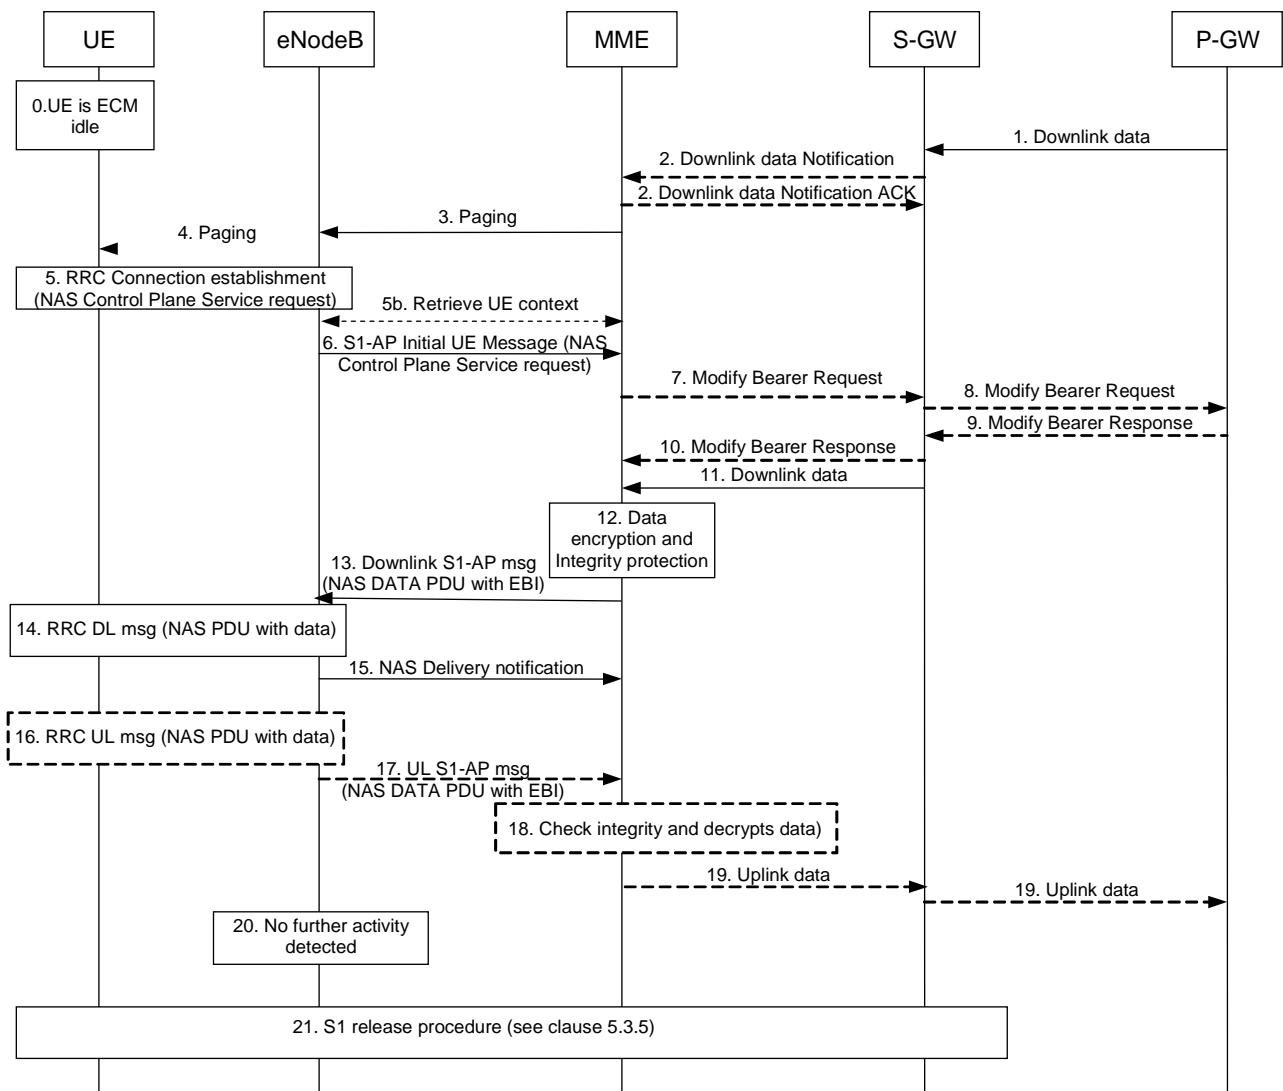 UE
eNodeB
MME
S-GW
P-GW
0.UE is ECM
idle
1. Downlink data
2. Downlink data Notification
2. Downlink data Notification ACK
3. Paging
4. Paging
5. RRC Connection establishment
(NAS Control Plane Service request)
5b. Retrieve UE context
6. S1-AP Initial UE Message (NAS
Control Plane Service request)
7. Modify Bearer Request
8. Modify Bearer Request
9. Modify Bearer Response
10. Modify Bearer Response
11. Downlink data
12. Data
encryption and
Integrity protection
13. Downlink S1-AP msg
(NAS DATA PDU with EBI)
14. RRC DL msg (NAS PDU with data)
15. NAS Delivery notification
16. RRC UL msg (NAS PDU with data)
17. UL S1-AP msg
(NAS DATA PDU with EBI)
18. Check integrity and decrypts data)
19. Uplink data
19. Uplink data
20. No further activity
detected
21. S1 release procedure (see clause 5.3.5)